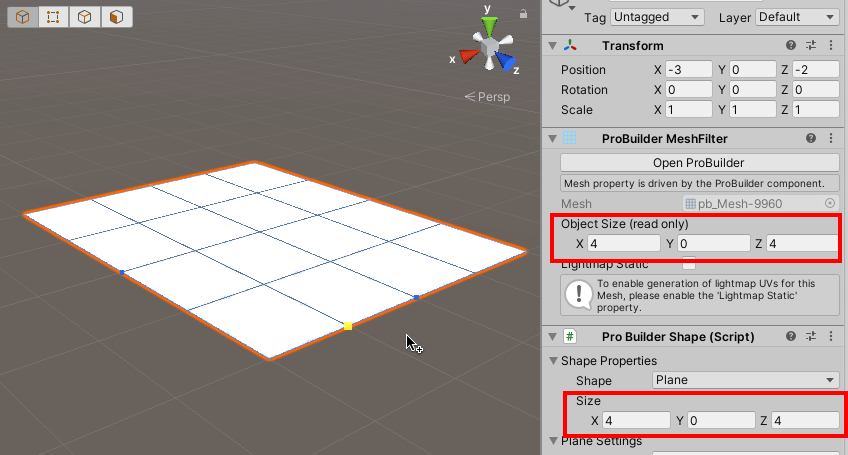 y
x
z
Persp
Tag Untagged Layer Default
Transform
Position X -3 Y 0 Z -2
Rotation X 0 Y 0 Z 0
Scale X 1 Y 1 Z 1
ProBuilder MeshFilter
Open ProBuilder
Mesh property is driven by the ProBuilder component.
Mesh pb_Mesh-9960
Object Size (read only)
X 4 Y 0 Z 4
Lightmap Static
To enable generation of lightmap UVs for this
Mesh, please enable the 'Lightmap Static'
property.
# Pro Builder Shape (Script)
Shape Properties
Shape Plane
Size
X 4 Y 0 Z 4
Plane Settings